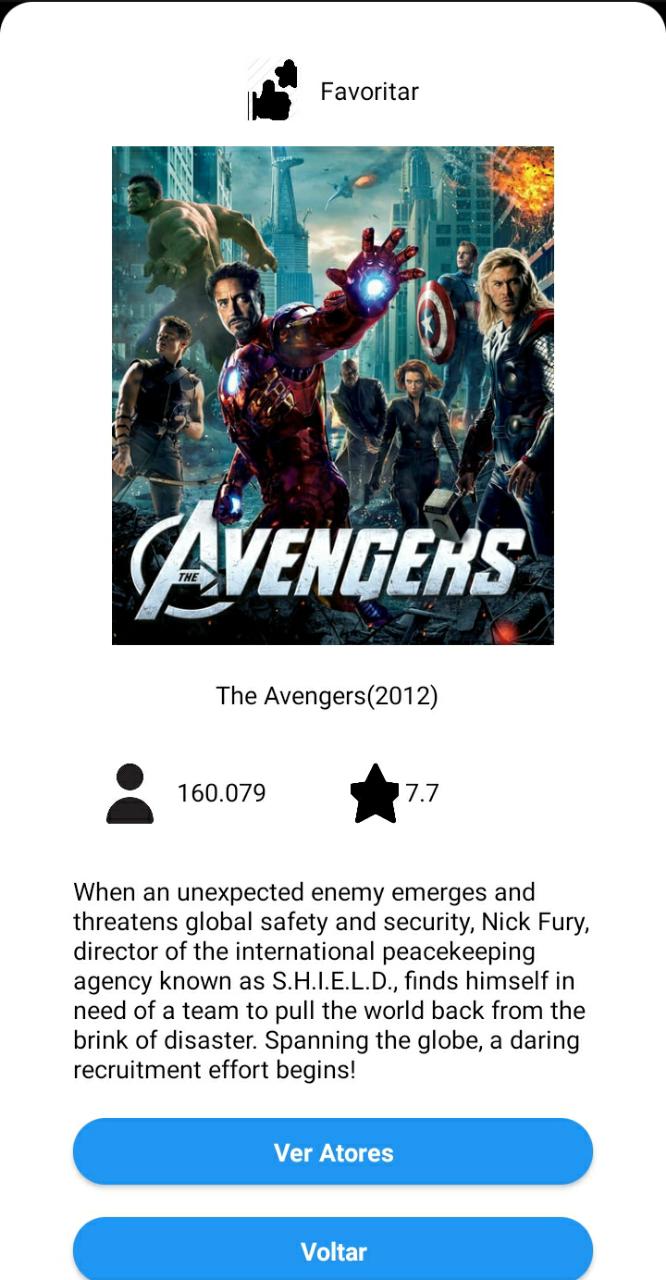 Favoritar
THE AVENGERS
The Avengers(2012)
160.079 7.7
When an unexpected enemy emerges and
threatens global safety and security, Nick Fury,
director of the international peacekeeping
agency known as S.H.I.E.L.D., finds himself in
need of a team to pull the world back from the
brink of disaster. Spanning the globe, a daring
recruitment effort begins!
Ver Atores
Voltar